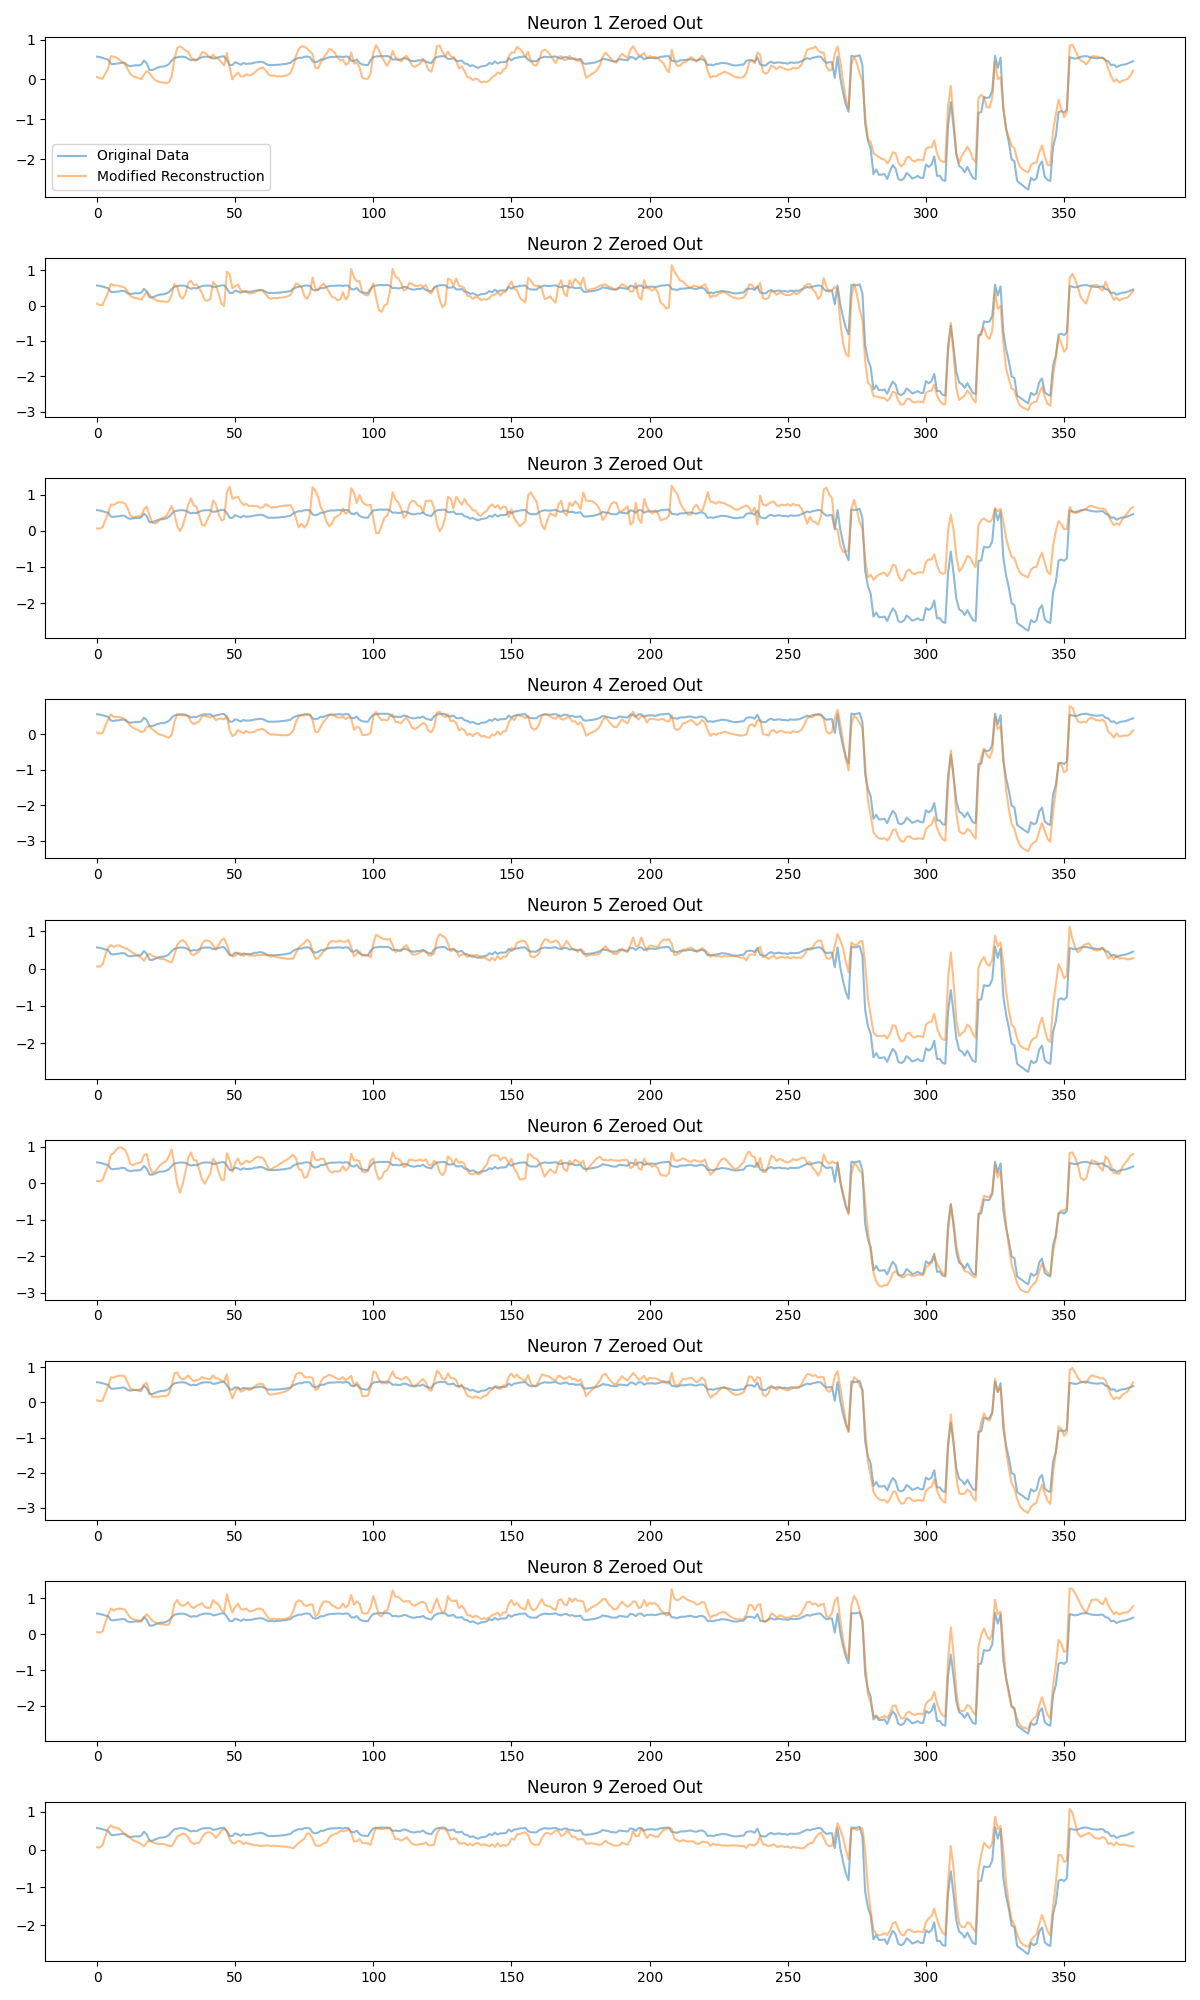 Neuron 1 Zeroed Out
1
0
−1
−2
Original Data
Modified Reconstruction
0 50 100 150 200 250 300 350
Neuron 2 Zeroed Out
1
0
−1
−2
−3
0 50 100 150 200 250 300 350
Neuron 3 Zeroed Out
1
0
−1
−2
0 50 100 150 200 250 300 350
Neuron 4 Zeroed Out
0
−1
−2
−3
0 50 100 150 200 250 300 350
Neuron 5 Zeroed Out
1
0
−1
−2
0 50 100 150 200 250 300 350
Neuron 6 Zeroed Out
1
0
−1
−2
−3
0 50 100 150 200 250 300 350
Neuron 7 Zeroed Out
1
0
−1
−2
−3
0 50 100 150 200 250 300 350
Neuron 8 Zeroed Out
1
0
−1
−2
0 50 100 150 200 250 300 350
Neuron 9 Zeroed Out
1
0
−1
−2
0 50 100 150 200 250 300 350